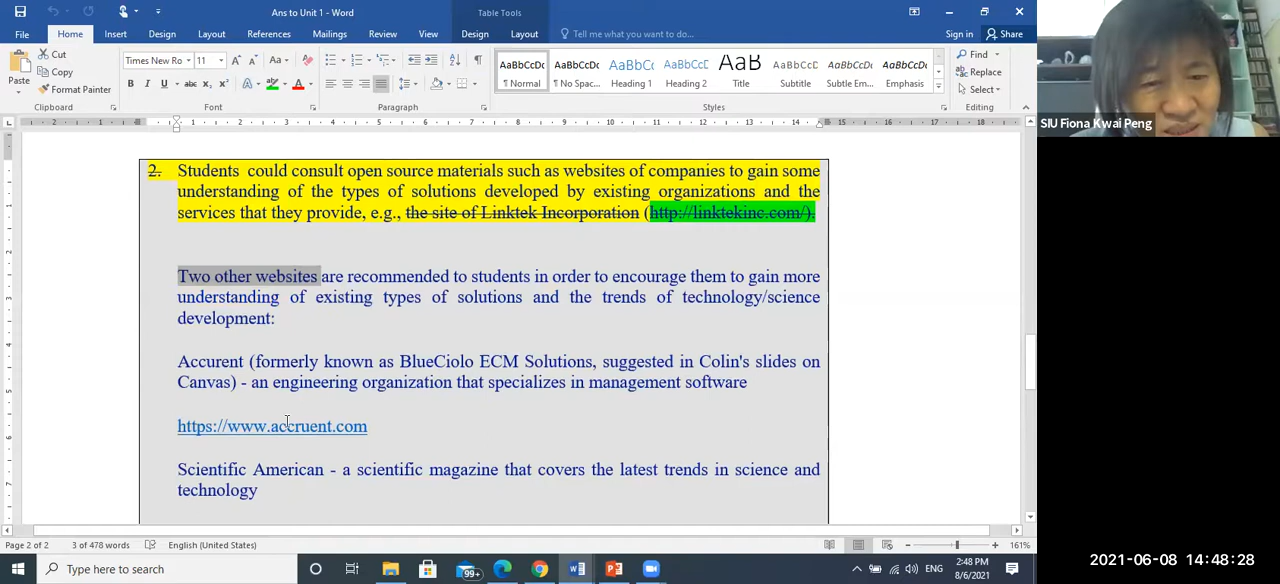 Ans to Unit 1 - Word
Table Tools
File
Home
Insert
Design
Layout
References
Mailings
Review
View
Design
Layout
Tell me what you want to do...
Sign in
Share
Paste
Cut
Copy
Format Painter
Clipboard
Times New Ro
11
Font
Paragraph
AaBbCcDc
¶ Normal
AaBbCcDc
¶ No Spac...
AaBbCc
Heading 1
AaBbCcE
Heading 2
AaB
Title
AaBbCcC
Subtitle
AaBbCcDc
Subtle Em...
AaBbCcDc
Emphasis
Styles
Find
Replace
Select
Editing
SIU Fiona Kwai Peng
2. Students could consult open source materials such as websites of companies to gain some
understanding of the types of solutions developed by existing organizations and the
services that they provide, e.g., the site of Linktek Incorporation (http://linktekinc.com/).
Two other websites are recommended to students in order to encourage them to gain more
understanding of existing types of solutions and the trends of technology/science
development:
Accurent (formerly known as BlueCiolo ECM Solutions, suggested in Colin's slides on
Canvas) - an engineering organization that specializes in management software
https://www.accruent.com
Scientific American - a scientific magazine that covers the latest trends in science and
technology
Page 2 of 2
3 of 478 words
English (United States)
161%
Type here to search
99+
ENG
2:48 PM
8/6/2021
2021-06-08 14:48:28